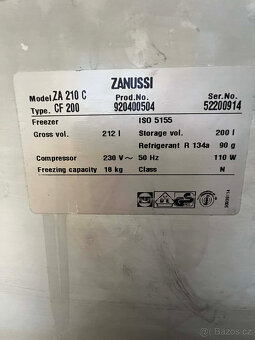 ZANUSSI
Model. ZA 210 C Prod.No. Ser.No.
Type. CF 200 920400504 52200914
Freezer ISO 5155
Gross vol. 212 l Storage vol. 200 l
Refrigerant R 134a 90 g
Compressor 230 V~ 50 Hz 110 W
Freezing capacity 18 kg Class N
Bazoš.cz